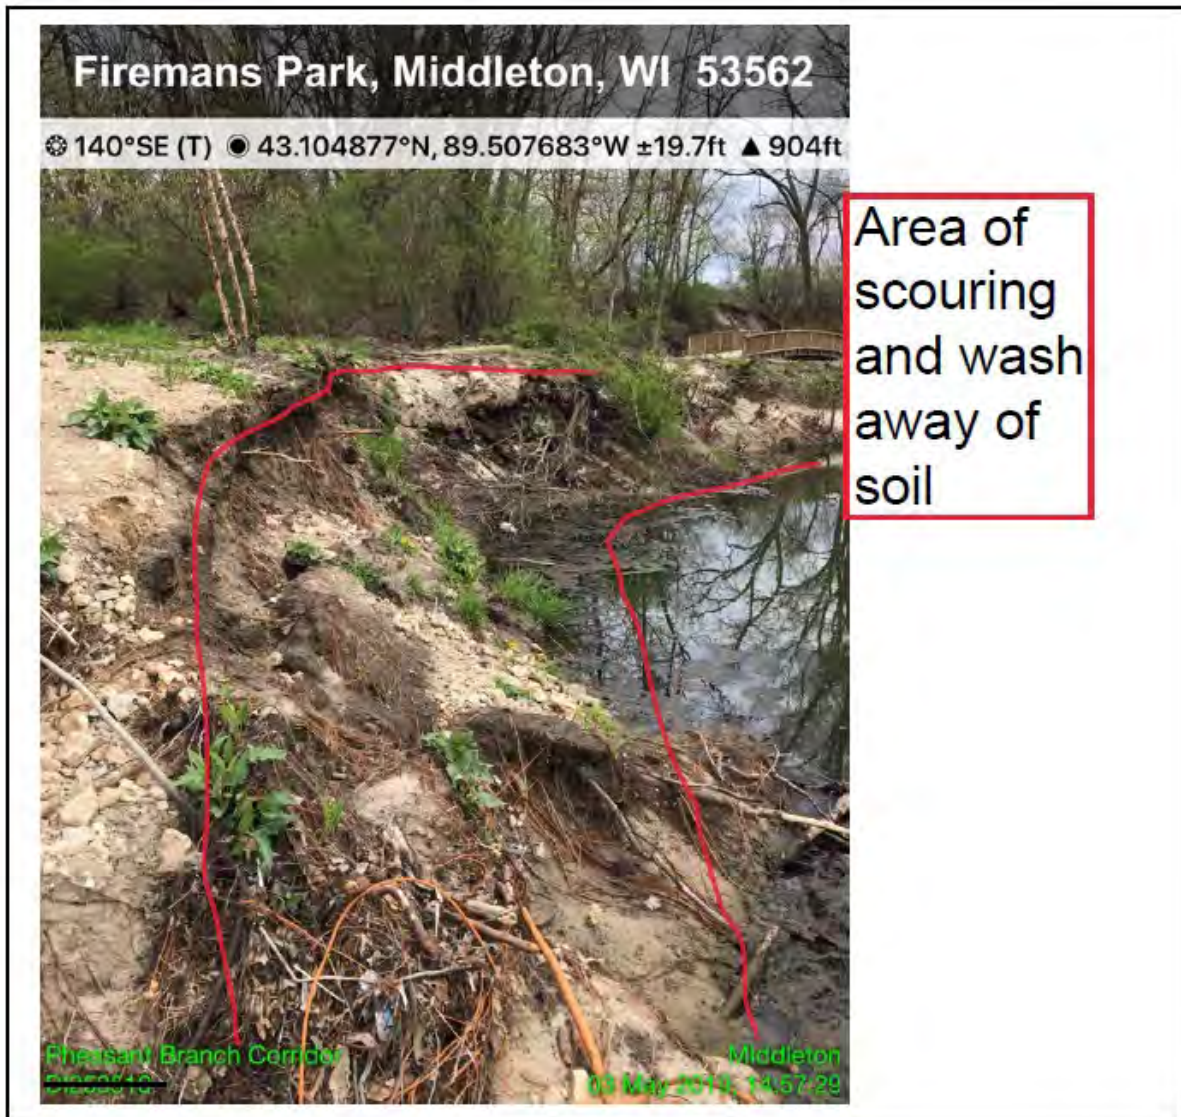 Firemans Park, Middleton, WI 53562
140°SE (T) 43.104877°N, 89.507683°W ±19.7ft ▲ 904ft
Area of
scouring
and wash
away of
soil
Pheasant Branch Corridor
Middleton
03 May 2019, 14:57:29